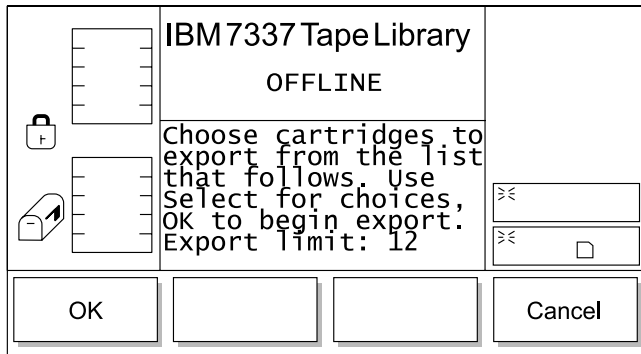 IBM 7337 Tape Library
OFFLINE
Choose cartridges to
export from the list
that follows. Use
Select for choices,
OK to begin export.
Export limit: 12
OK
Cancel